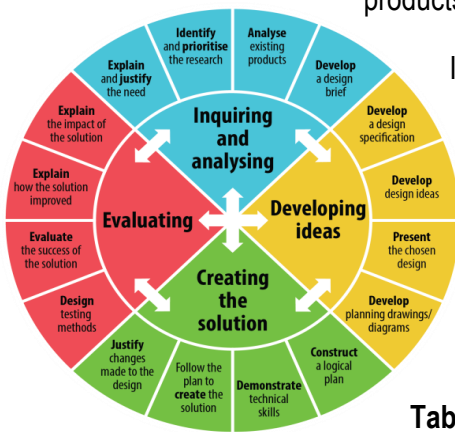 products
I
Explain
and justify
the need
Identify
and prioritise
the research
Analyse
existing
products
Develop
a design
brief
Inquiring
and
analysing
Develop
a design
specification
Develop
design ideas
Present
the chosen
design
Develop
planning drawings/
diagrams
Developing
ideas
Construct
a logical
plan
Demonstrate
technical
skills
Follow the
plan to
create the
solution
Justify
changes
made to the
design
Creating
the
solution
Design
testing
methods
Evaluate
the success of
the solution
Explain
how the solution
improved
Explain
the impact of
the solution
Evaluating
Tab